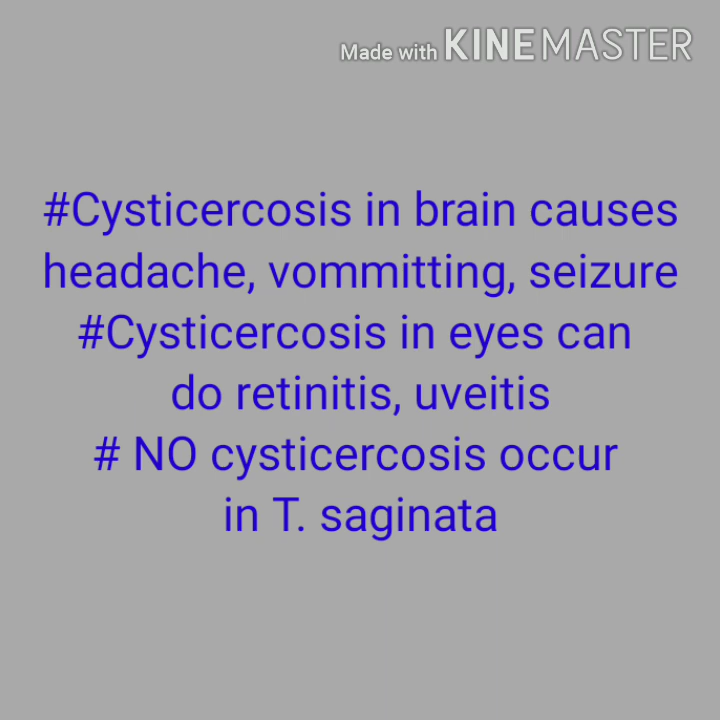 Made with KINEMASTER
#Cysticercosis in brain causes
headache, vommitting, seizure
#Cysticercosis in eyes can
do retinitis, uveitis
# NO cysticercosis occur
in T. saginata